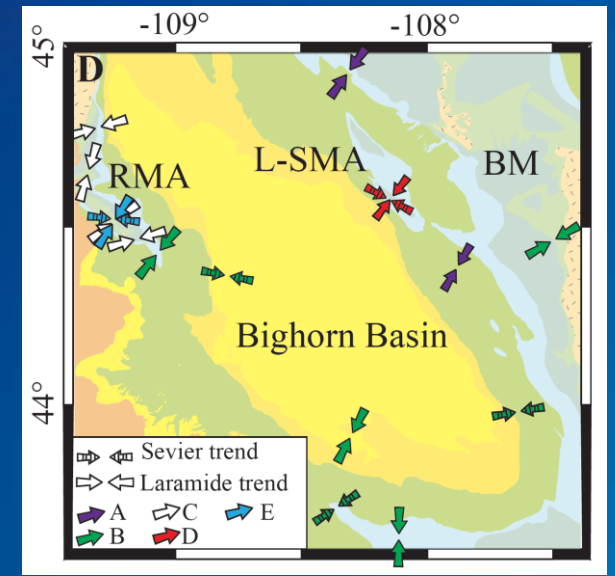 -109° -108°
45°
D
L-SMA BM
RMA
Bighorn Basin
44°
Sevier trend
Laramide trend
A C E
B D